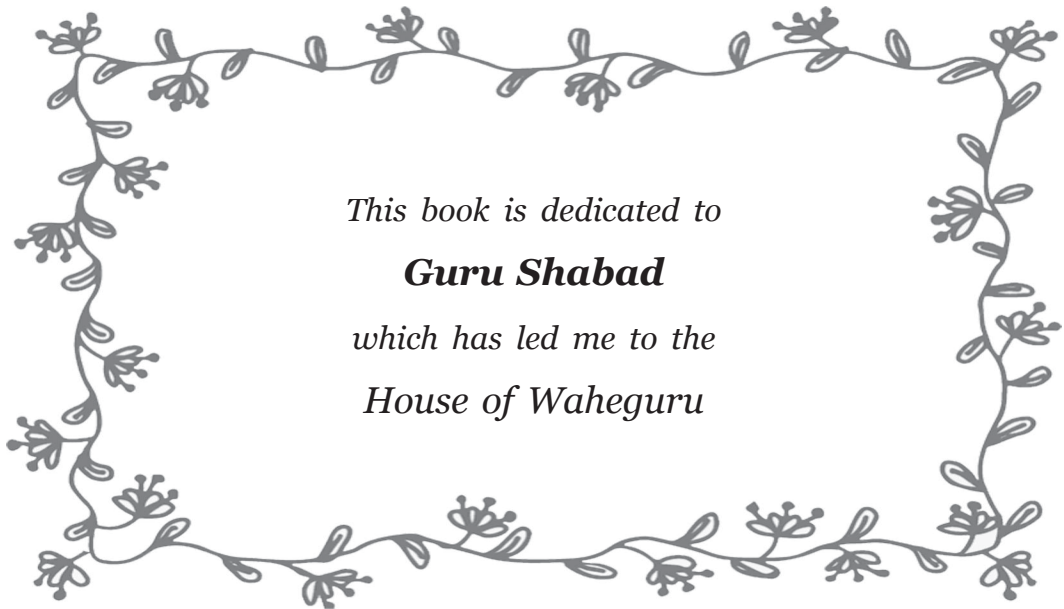 This book is dedicated to
Guru Shabad
which has led me to the
House of Waheguru